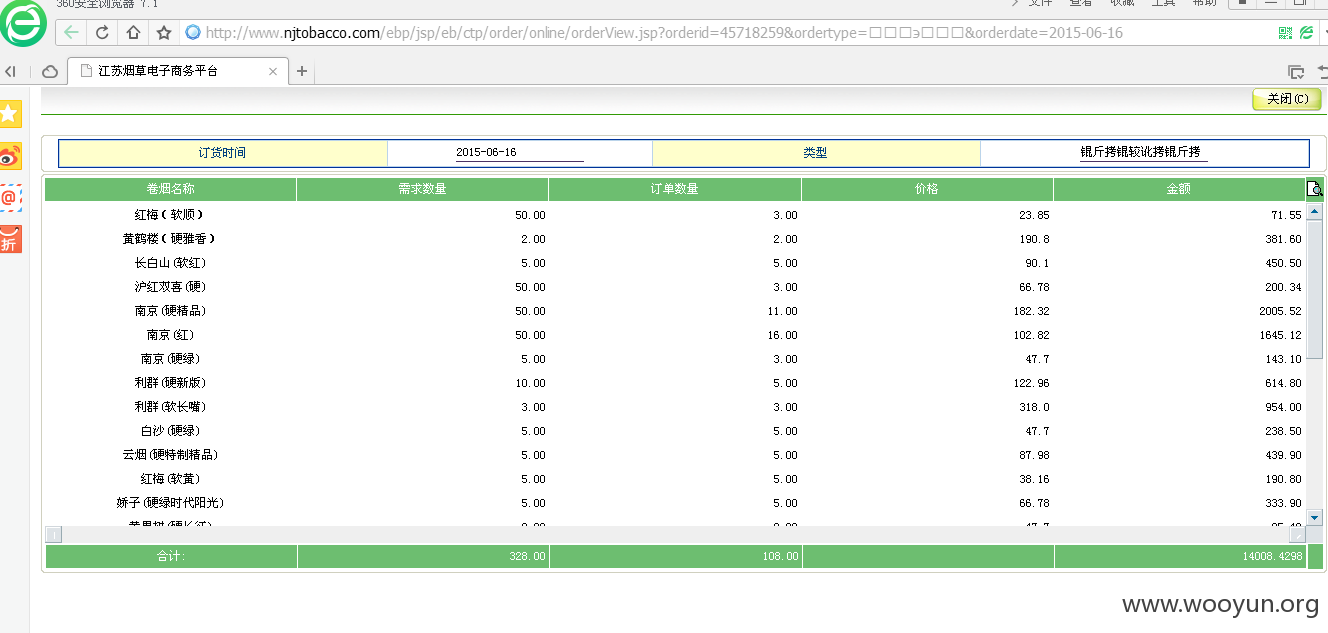 360安全浏览器 7.1
文件 查看 收藏 工具 帮助
http://www.njtobacco.com/ebp/jsp/eb/ctp/order/online/orderView.jsp?orderid=45718259&ordertype=□□□э□□□&orderdate=2015-06-16
江苏烟草电子商务平台
关闭(C)
订货时间 2015-06-16 类型 锟斤拷锟较讹拷锟斤拷
卷烟名称 需求数量 订单数量 价格 金额
红梅（软顺） 50.00 3.00 23.85 71.55
黄鹤楼（硬雅香） 2.00 2.00 190.8 381.60
长白山(软红) 5.00 5.00 90.1 450.50
沪红双喜(硬) 50.00 3.00 66.78 200.34
南京(硬精品) 50.00 11.00 182.32 2005.52
南京(红) 50.00 16.00 102.82 1645.12
南京(硬绿) 5.00 3.00 47.7 143.10
利群(硬新版) 10.00 5.00 122.96 614.80
利群(软长嘴) 3.00 3.00 318.0 954.00
白沙(硬绿) 5.00 5.00 47.7 238.50
云烟(硬特制精品) 5.00 5.00 87.98 439.90
红梅(软黄) 5.00 5.00 38.16 190.80
娇子(硬绿时代阳光) 5.00 5.00 66.78 333.90
合计: 328.00 108.00 14008.4298
@
折
www.wooyun.org